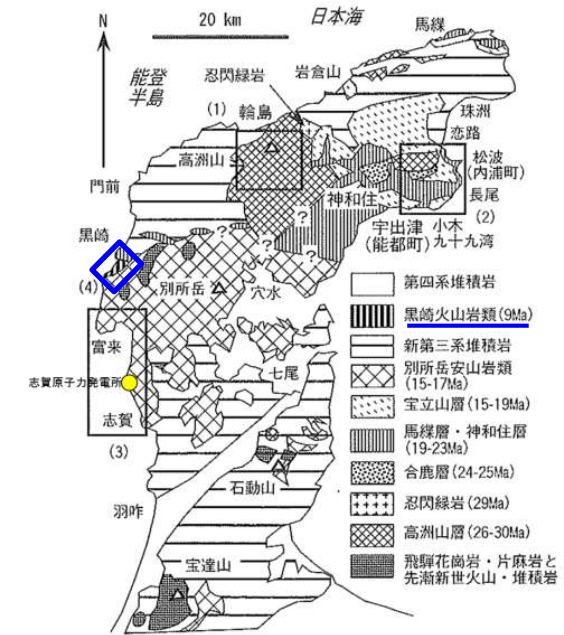 N
20 km
日本海
馬緤
能登
半島
忍閃緑岩
岩倉山
(1)
輪島
珠洲
恋路
高洲山
松波
(内浦町)
門前
長尾
神和住
(2)
宇出津
(能都町)
小木
九十九湾
黒崎
?
?
?
?
(4)
別所岳
穴水
富来
七尾
志賀原子力発電所
志賀
(3)
石動山
羽咋
宝達山
第四系堆積岩
黒崎火山岩類(9Ma)
新第三系堆積岩
別所岳安山岩類
(15-17Ma)
宝立山層(15-19Ma)
馬緤層・神和住層
(19-23Ma)
合鹿層(24-25Ma)
忍閃緑岩(29Ma)
高洲山層(26-30Ma)
飛騨花崗岩・片麻岩と
先漸新世火山・堆積岩